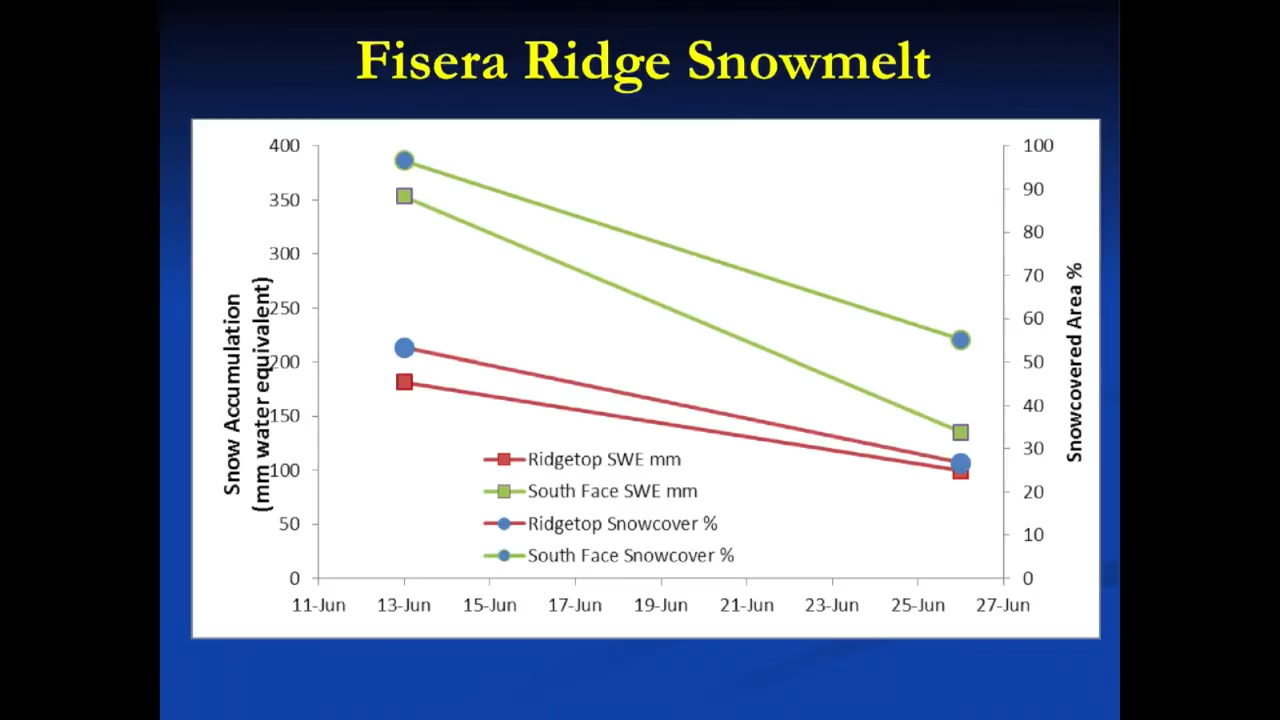 Fisera Ridge Snowmelt
400
350
300
250
200
150
100
50
0
Snow Accumulation
(mm water equivalent)
100
90
80
70
60
50
40
30
20
10
0
Snowcovered Area %
Ridgetop SWE mm
South Face SWE mm
Ridgetop Snowcover %
South Face Snowcover %
11-Jun 13-Jun 15-Jun 17-Jun 19-Jun 21-Jun 23-Jun 25-Jun 27-Jun